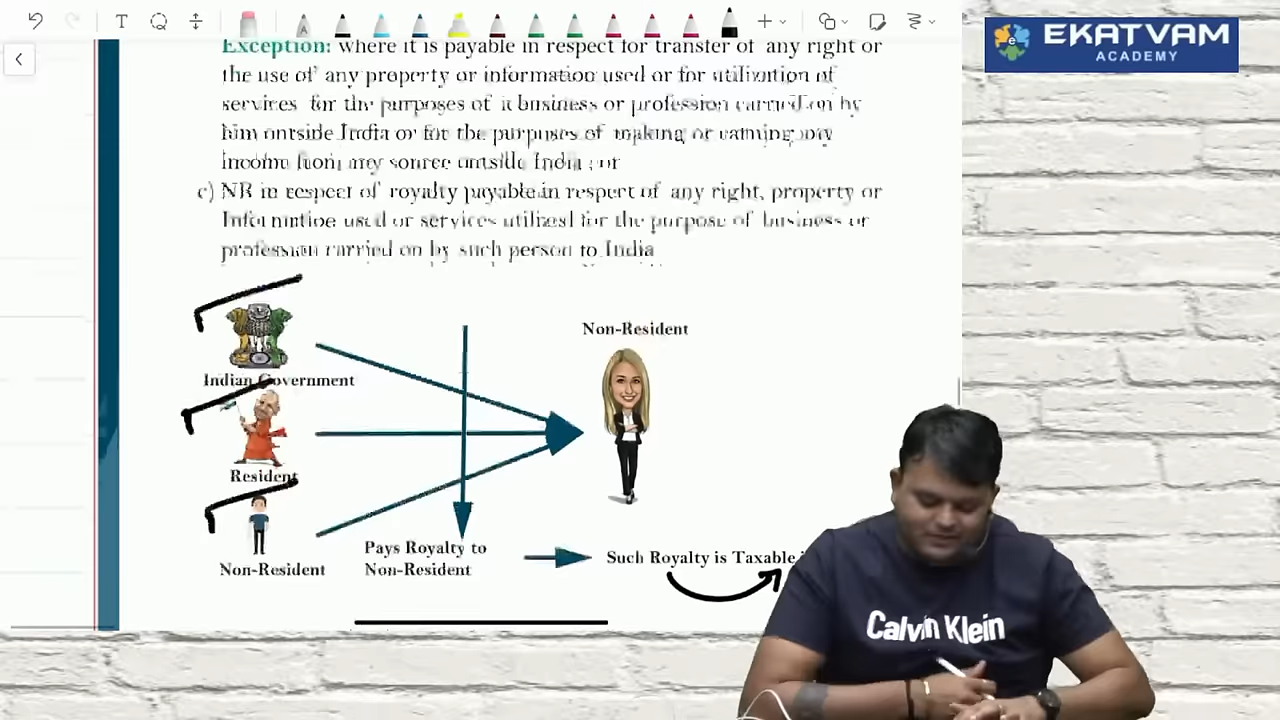 EKATVAM
ACADEMY
Exception: where it is payable in respect for transfer of any right or
the use of any property or information used or for utilization of
services for the purposes of a business or profession carried on by
him outside India or for the purpuses of making or earning any
income from any source outside India ; or
c) NR in respect of royalty payable in respect of any right, property or
Information used or services utilized for the purpose of business or
profession carried on by such person to India
Indian Government
Non-Resident
Resident
Non-Resident
Pays Royalty to
Non-Resident
Such Royalty is Taxable
Calvin Klein